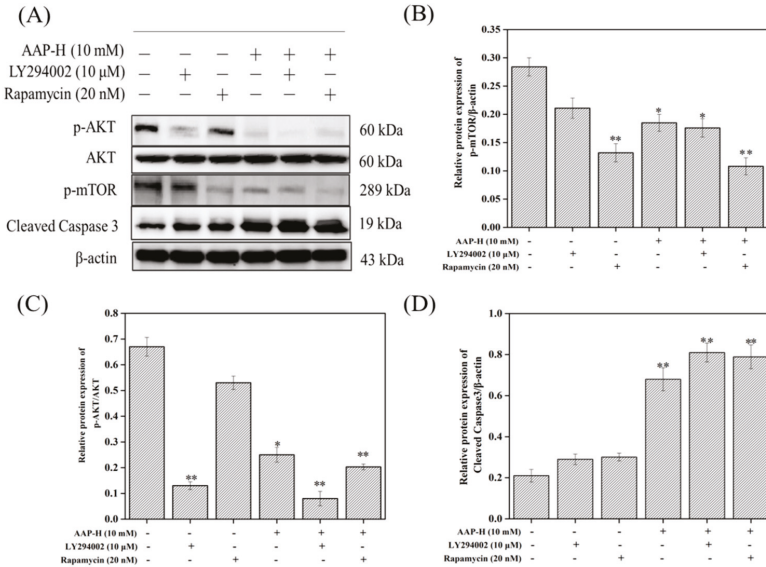 (A)
AAP-H (10 mM) – – – + + +
LY294002 (10 μM) – + – – + –
Rapamycin (20 nM) – – + – – +
p-AKT 60 kDa
AKT 60 kDa
p-mTOR 289 kDa
Cleaved Caspase 3 19 kDa
β-actin 43 kDa
(B)
Relative protein expression of
p-mTOR/β-actin
0.35
0.30
0.25
0.20
0.15
0.10
0.05
0.00
** * * **
AAP-H (10 mM) - - - + + +
LY294002 (10 μM) - + - - + -
Rapamycin (20 nM) - - + - - +
(C)
Relative protein expression of
p-AKT/AKT
0.8
0.7
0.6
0.5
0.4
0.3
0.2
0.1
0.0
** * ** **
AAP-H (10 mM) - - - + + +
LY294002 (10 μM) - + - - + -
Rapamycin (20 nM) - - + - - +
(D)
Relative protein expression of
Cleaved Caspase3/β-actin
1.0
0.8
0.6
0.4
0.2
0.0
** ** **
AAP-H (10 mM) - - - + + +
LY294002 (10 μM) - + - - + -
Rapamycin (20 nM) - - + - - +